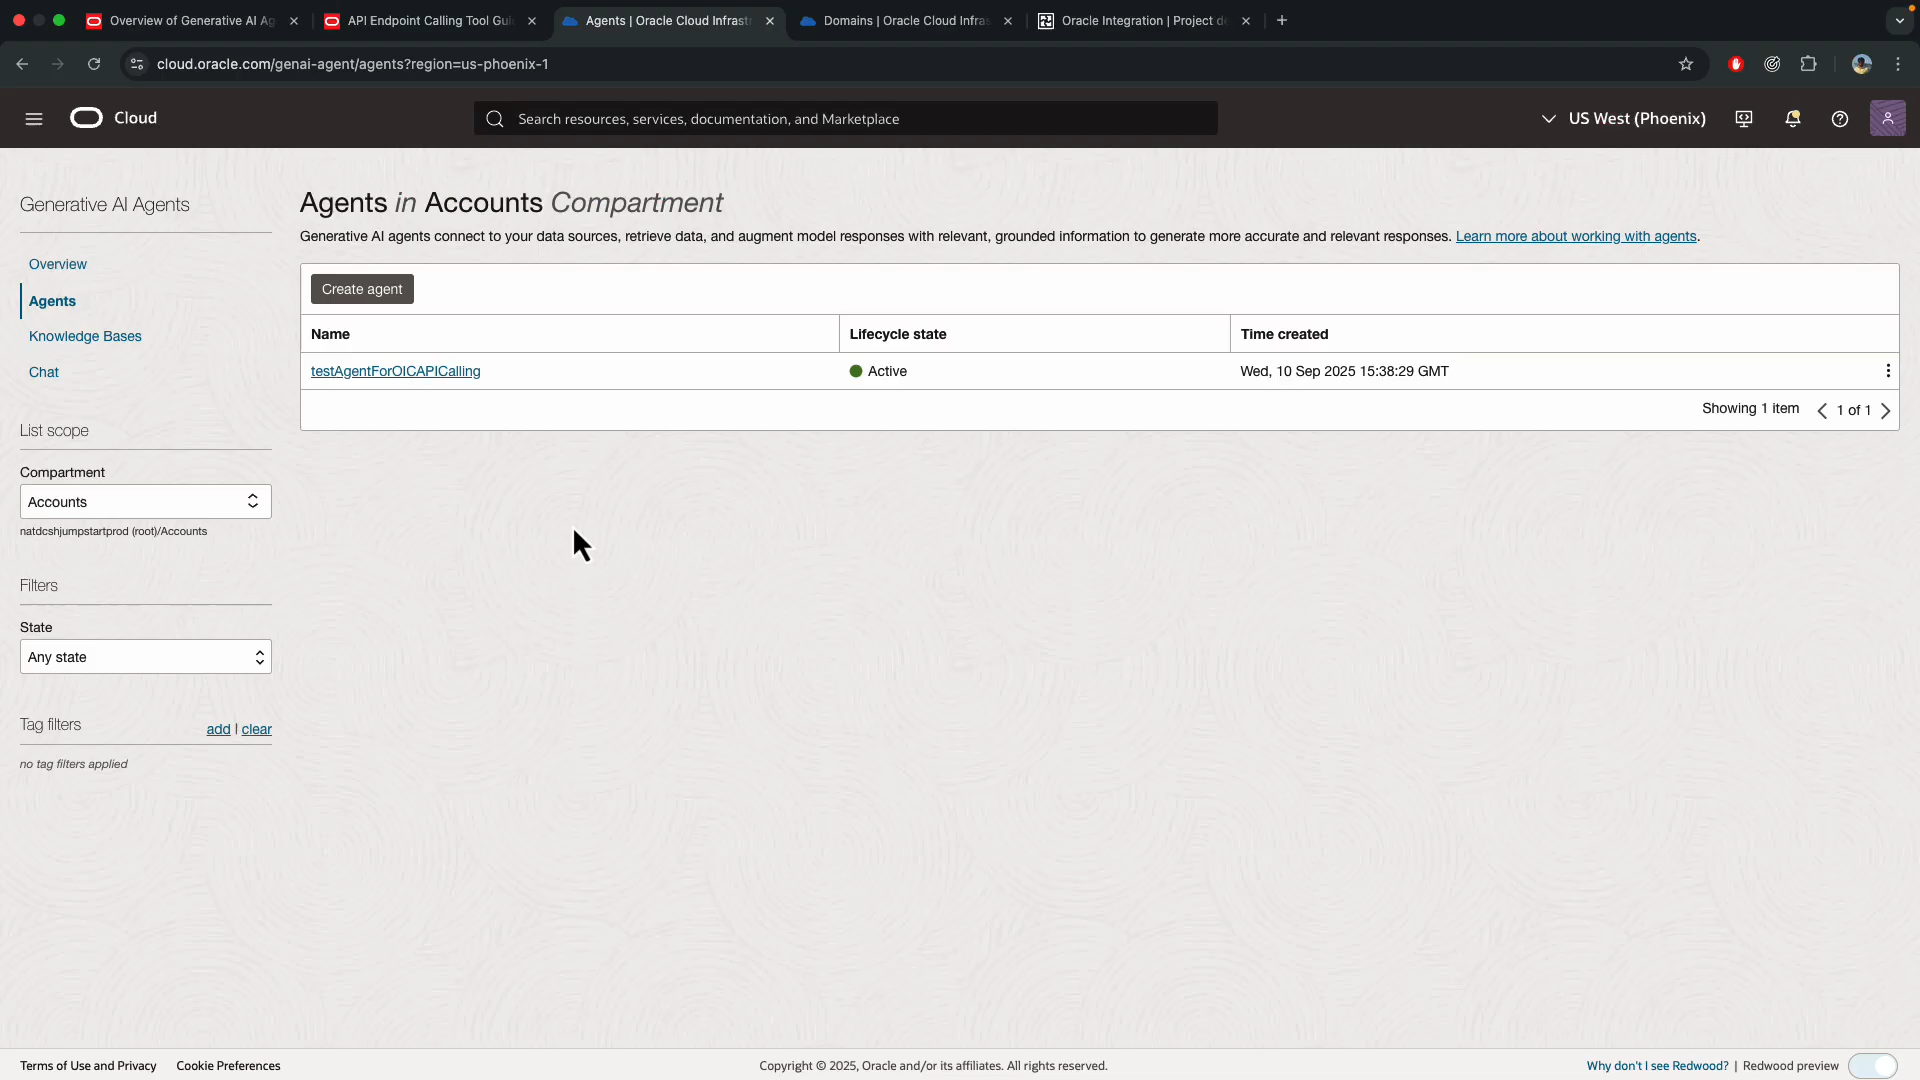 Overview of Generative AI Ag
API Endpoint Calling Tool Gui
Agents | Oracle Cloud Infrastr
Domains | Oracle Cloud Infras
Oracle Integration | Project de
cloud.oracle.com/genai-agent/agents?region=us-phoenix-1
Cloud
Search resources, services, documentation, and Marketplace
US West (Phoenix)
Generative AI Agents
Overview
Agents
Knowledge Bases
Chat
List scope
Compartment
Accounts
natdcshjumpstartprod (root)/Accounts
Filters
State
Any state
Tag filters
add | clear
no tag filters applied
Agents in Accounts Compartment
Generative AI agents connect to your data sources, retrieve data, and augment model responses with relevant, grounded information to generate more accurate and relevant responses. Learn more about working with agents.
Create agent
Name Lifecycle state Time created
testAgentForOICAPICalling Active Wed, 10 Sep 2025 15:38:29 GMT
Showing 1 item 1 of 1
Terms of Use and Privacy Cookie Preferences
Copyright © 2025, Oracle and/or its affiliates. All rights reserved.
Why don't I see Redwood? | Redwood preview